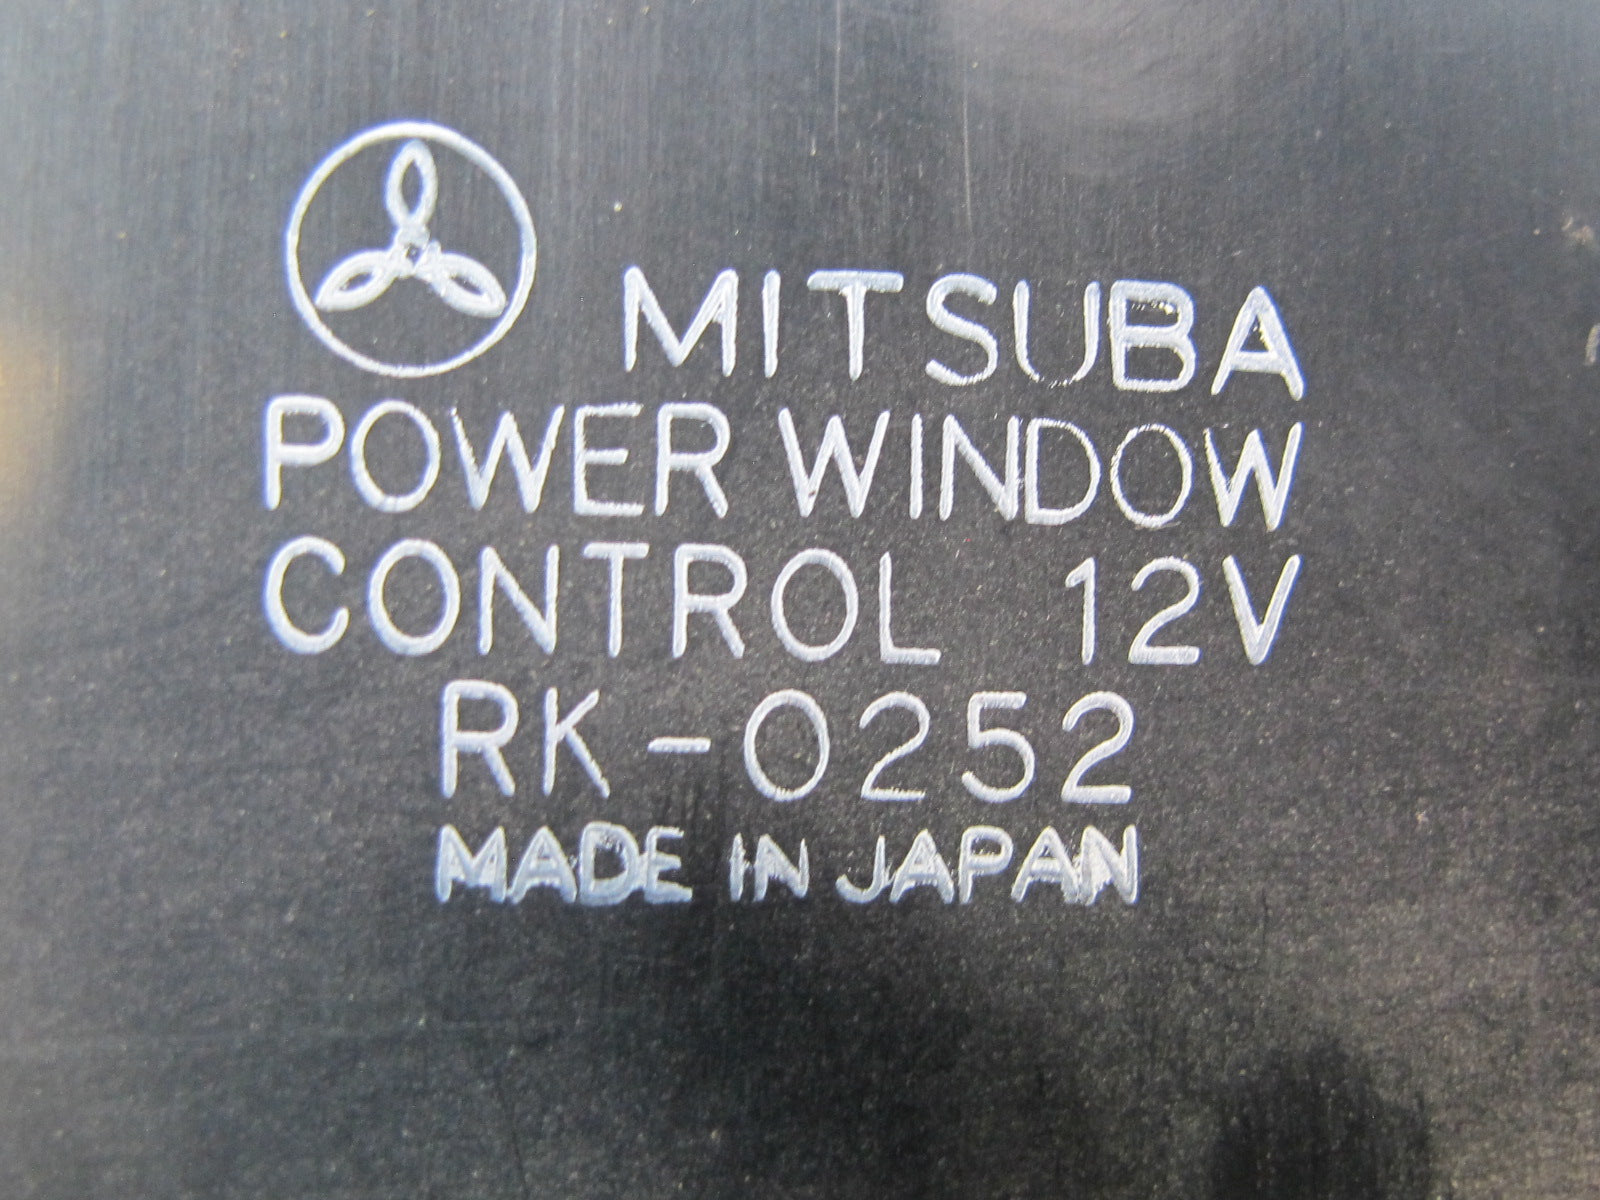 MITSUBA
POWER WINDOW
CONTROL 12V
RK-0252
MADE IN JAPAN